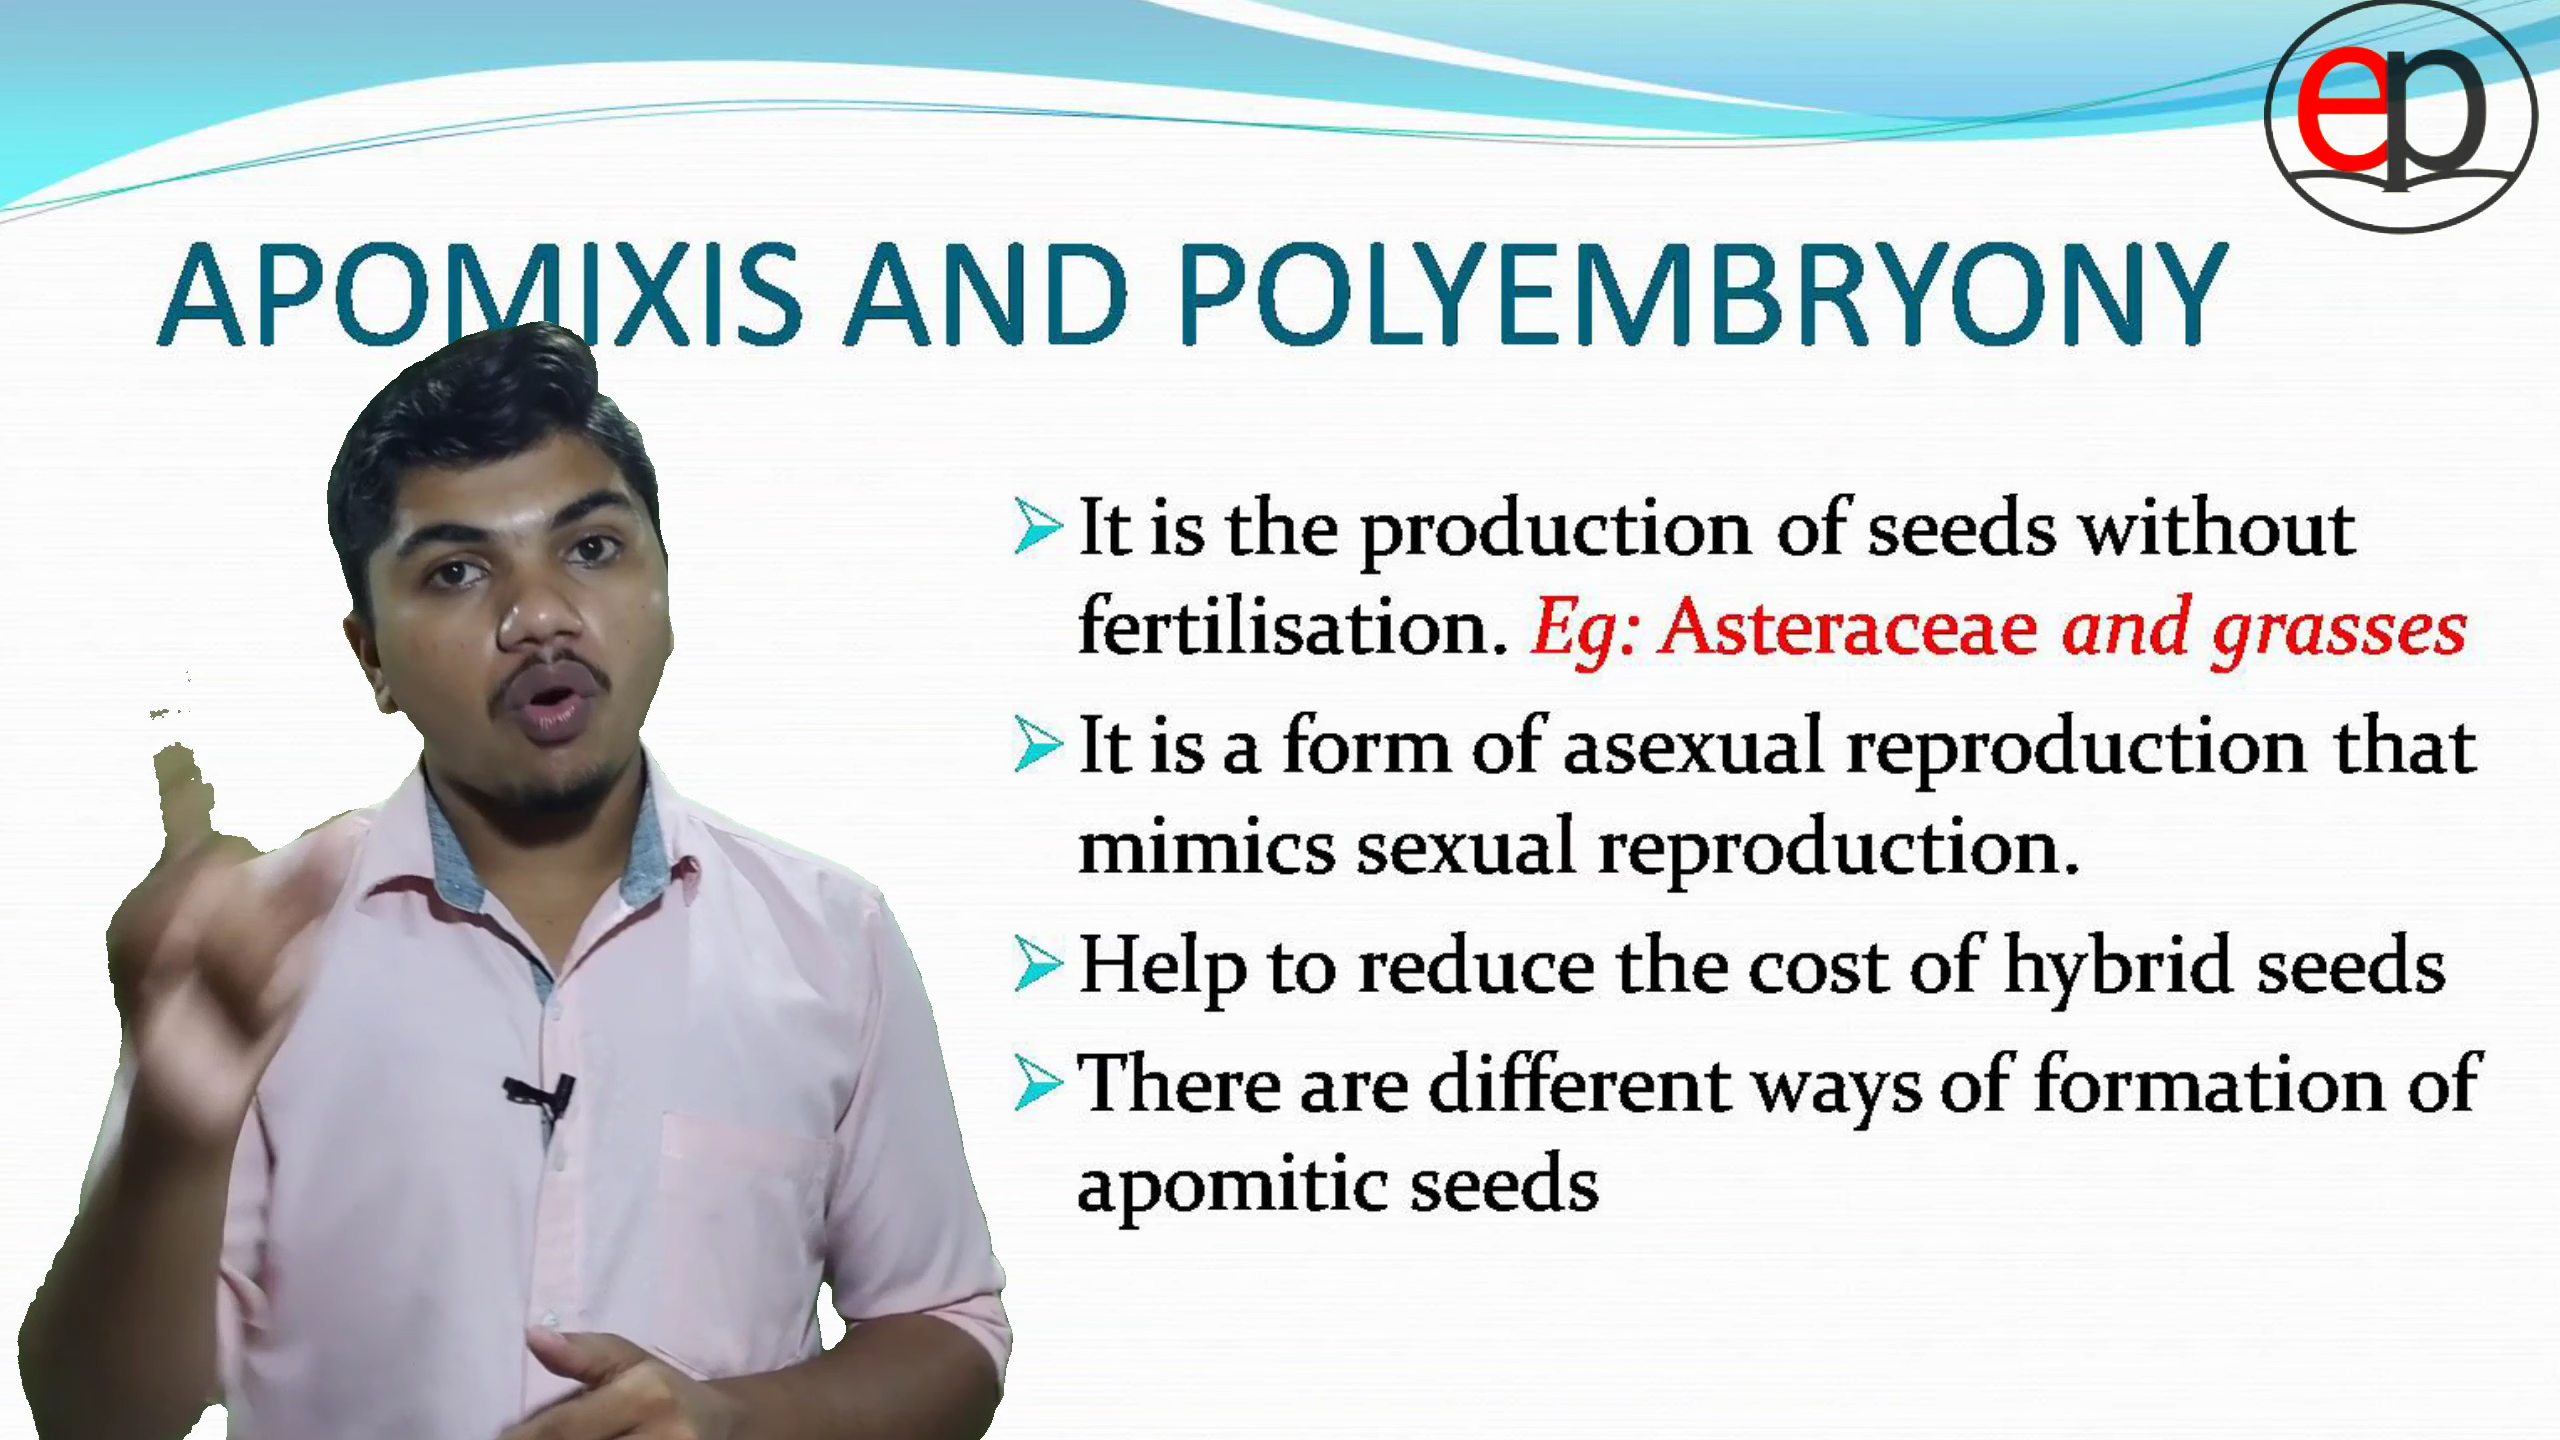 ep
APOMIXIS AND POLYEMBRYONY
It is the production of seeds without
fertilisation. Eg: Asteraceae and grasses
It is a form of asexual reproduction that
mimics sexual reproduction.
Help to reduce the cost of hybrid seeds
There are different ways of formation of
apomitic seeds